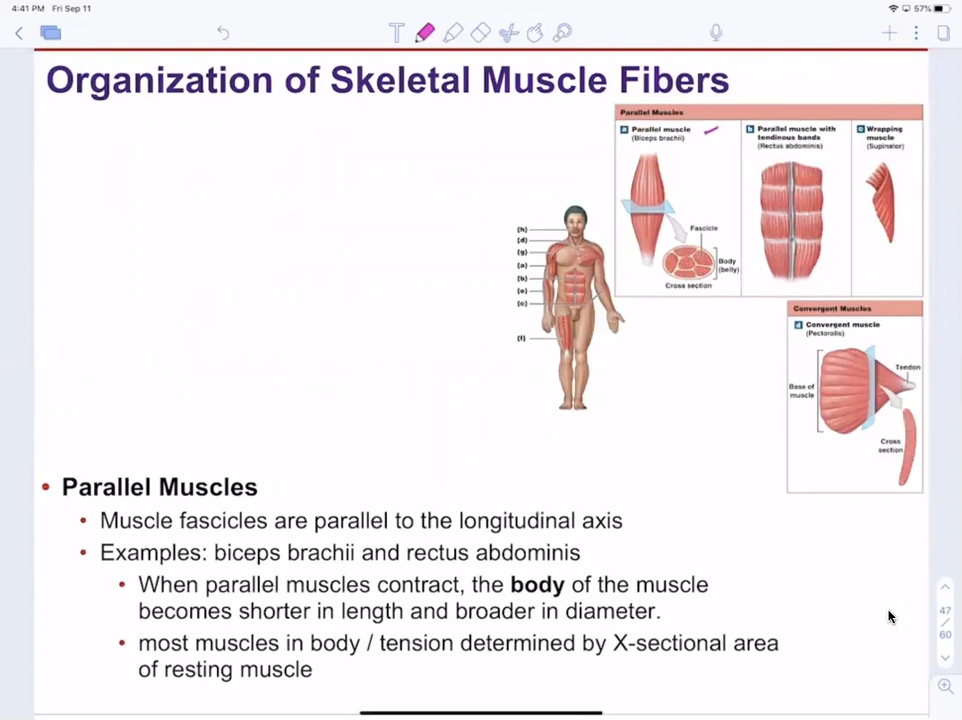 4:41 PM Fri Sep 11
57%
T
Organization of Skeletal Muscle Fibers
Parallel Muscles
a Parallel muscle
(Biceps brachii)
b Parallel muscle with
tendinous bands
(Rectus abdominis)
c Wrapping
muscle
(Supinator)
Fascicle
Body
(belly)
Cross section
(h)
(d)
(g)
(a)
(b)
(e)
(c)
(f)
Convergent Muscles
d Convergent muscle
(Pectoralis)
Tendon
Base of
muscle
Cross
section
• Parallel Muscles
• Muscle fascicles are parallel to the longitudinal axis
• Examples: biceps brachii and rectus abdominis
• When parallel muscles contract, the body of the muscle
becomes shorter in length and broader in diameter.
• most muscles in body / tension determined by X-sectional area
of resting muscle
47
/
60